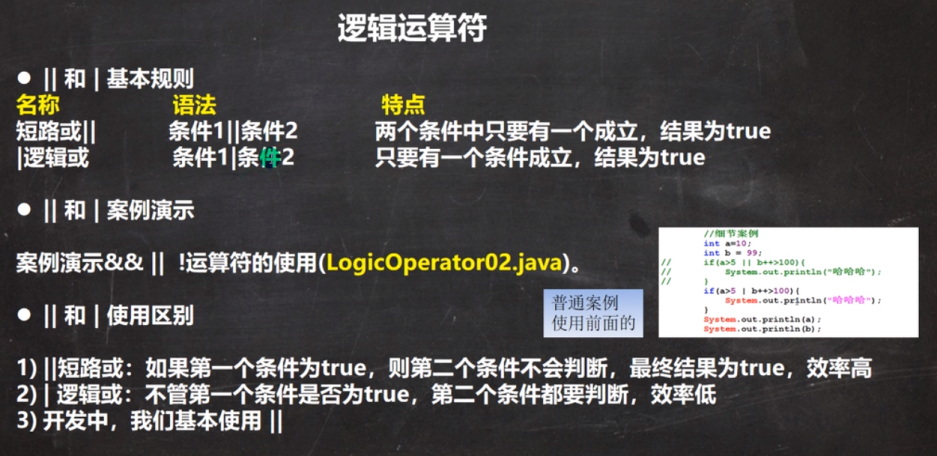 逻辑运算符
● || 和 | 基本规则
名称 语法 特点
短路或|| 条件1||条件2 两个条件中只要有一个成立，结果为true
|逻辑或 条件1|条件2 只要有一个条件成立，结果为true
● || 和 | 案例演示
案例演示&& || !运算符的使用(LogicOperator02.java)。
普通案例
使用前面的
//细节案例
int a=10;
int b = 99;
// if(a>5 || b++>100){
// System.out.println("哈哈哈");
// }
if(a>5 | b++>100){
System.out.println("哈哈哈");
}
System.out.println(a);
System.out.println(b);
● || 和 | 使用区别
1) ||短路或：如果第一个条件为true，则第二个条件不会判断，最终结果为true，效率高
2) | 逻辑或：不管第一个条件是否为true，第二个条件都要判断，效率低
3) 开发中，我们基本使用 ||